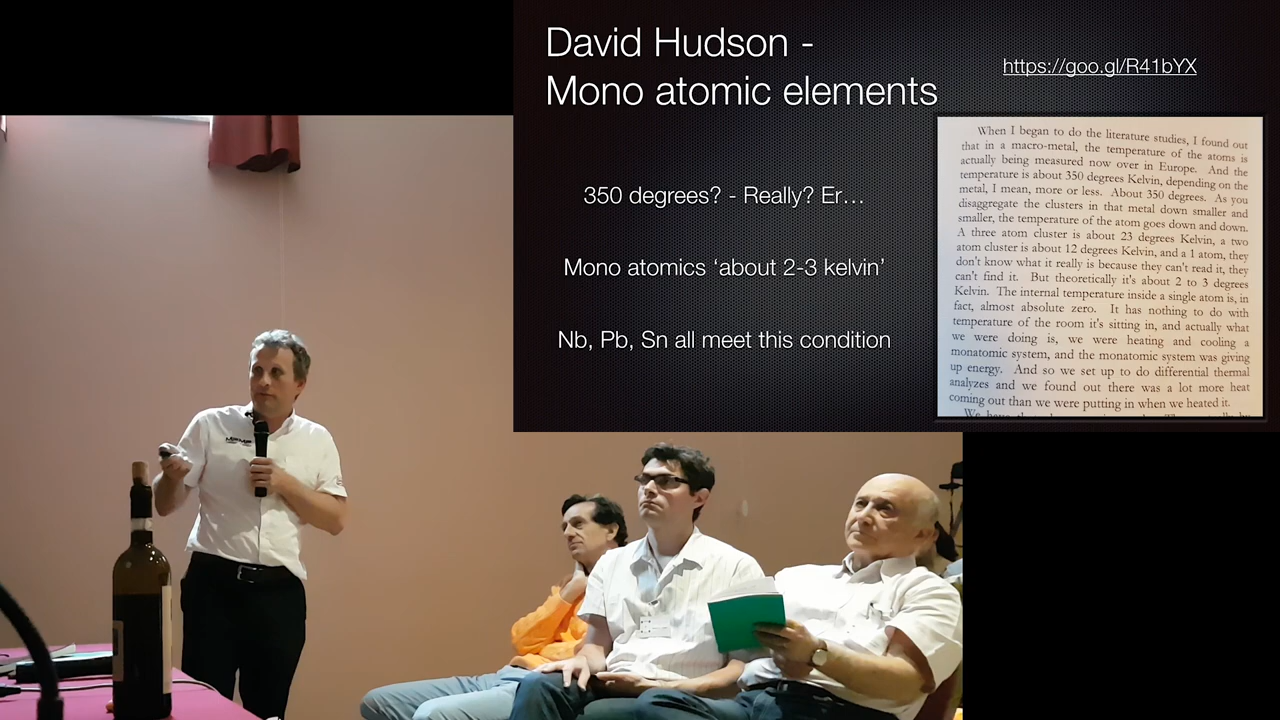 David Hudson -
Mono atomic elements
https://goo.gl/R41bYX
350 degrees? - Really? Er…
Mono atomics ‘about 2-3 kelvin’
Nb, Pb, Sn all meet this condition
When I began to do the literature studies, I found out
that in a macro-metal, the temperature of the atoms is
actually being measured now over in Europe. And the
temperature is about 350 degrees Kelvin, depending on the
metal, I mean, more or less. About 350 degrees. As you
disaggregate the clusters in that metal down smaller and
smaller, the temperature of the atom goes down and down.
A three atom cluster is about 23 degrees Kelvin, a two
atom cluster is about 12 degrees Kelvin, and a 1 atom, they
don't know what it really is because they can't read it, they
can't find it. But theoretically it's about 2 to 3 degrees
Kelvin. The internal temperature inside a single atom is, in
fact, almost absolute zero. It has nothing to do with
temperature of the room it's sitting in, and actually what
we were doing is, we were heating and cooling a
monatomic system, and the monatomic system was giving
up energy. And so we set up to do differential thermal
analyzes and we found out there was a lot more heat
coming out than we were putting in when we heated it.